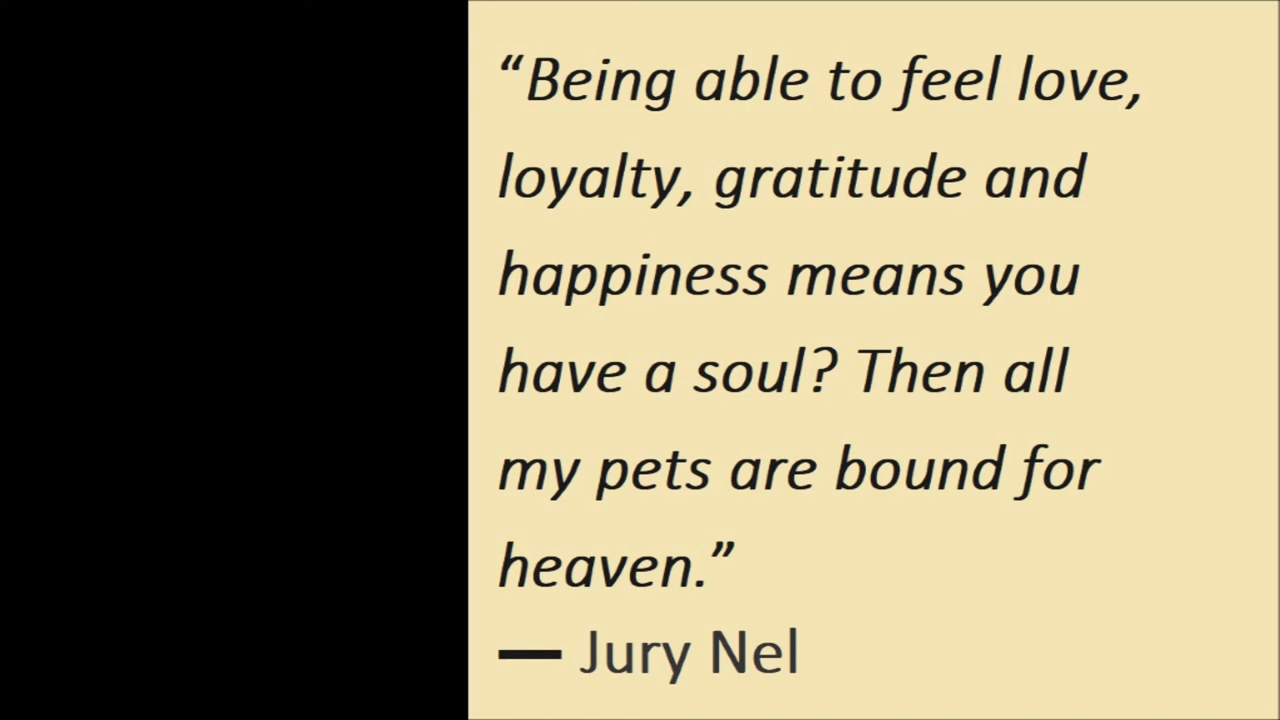 “Being able to feel love,
loyalty, gratitude and
happiness means you
have a soul? Then all
my pets are bound for
heaven.”
― Jury Nel